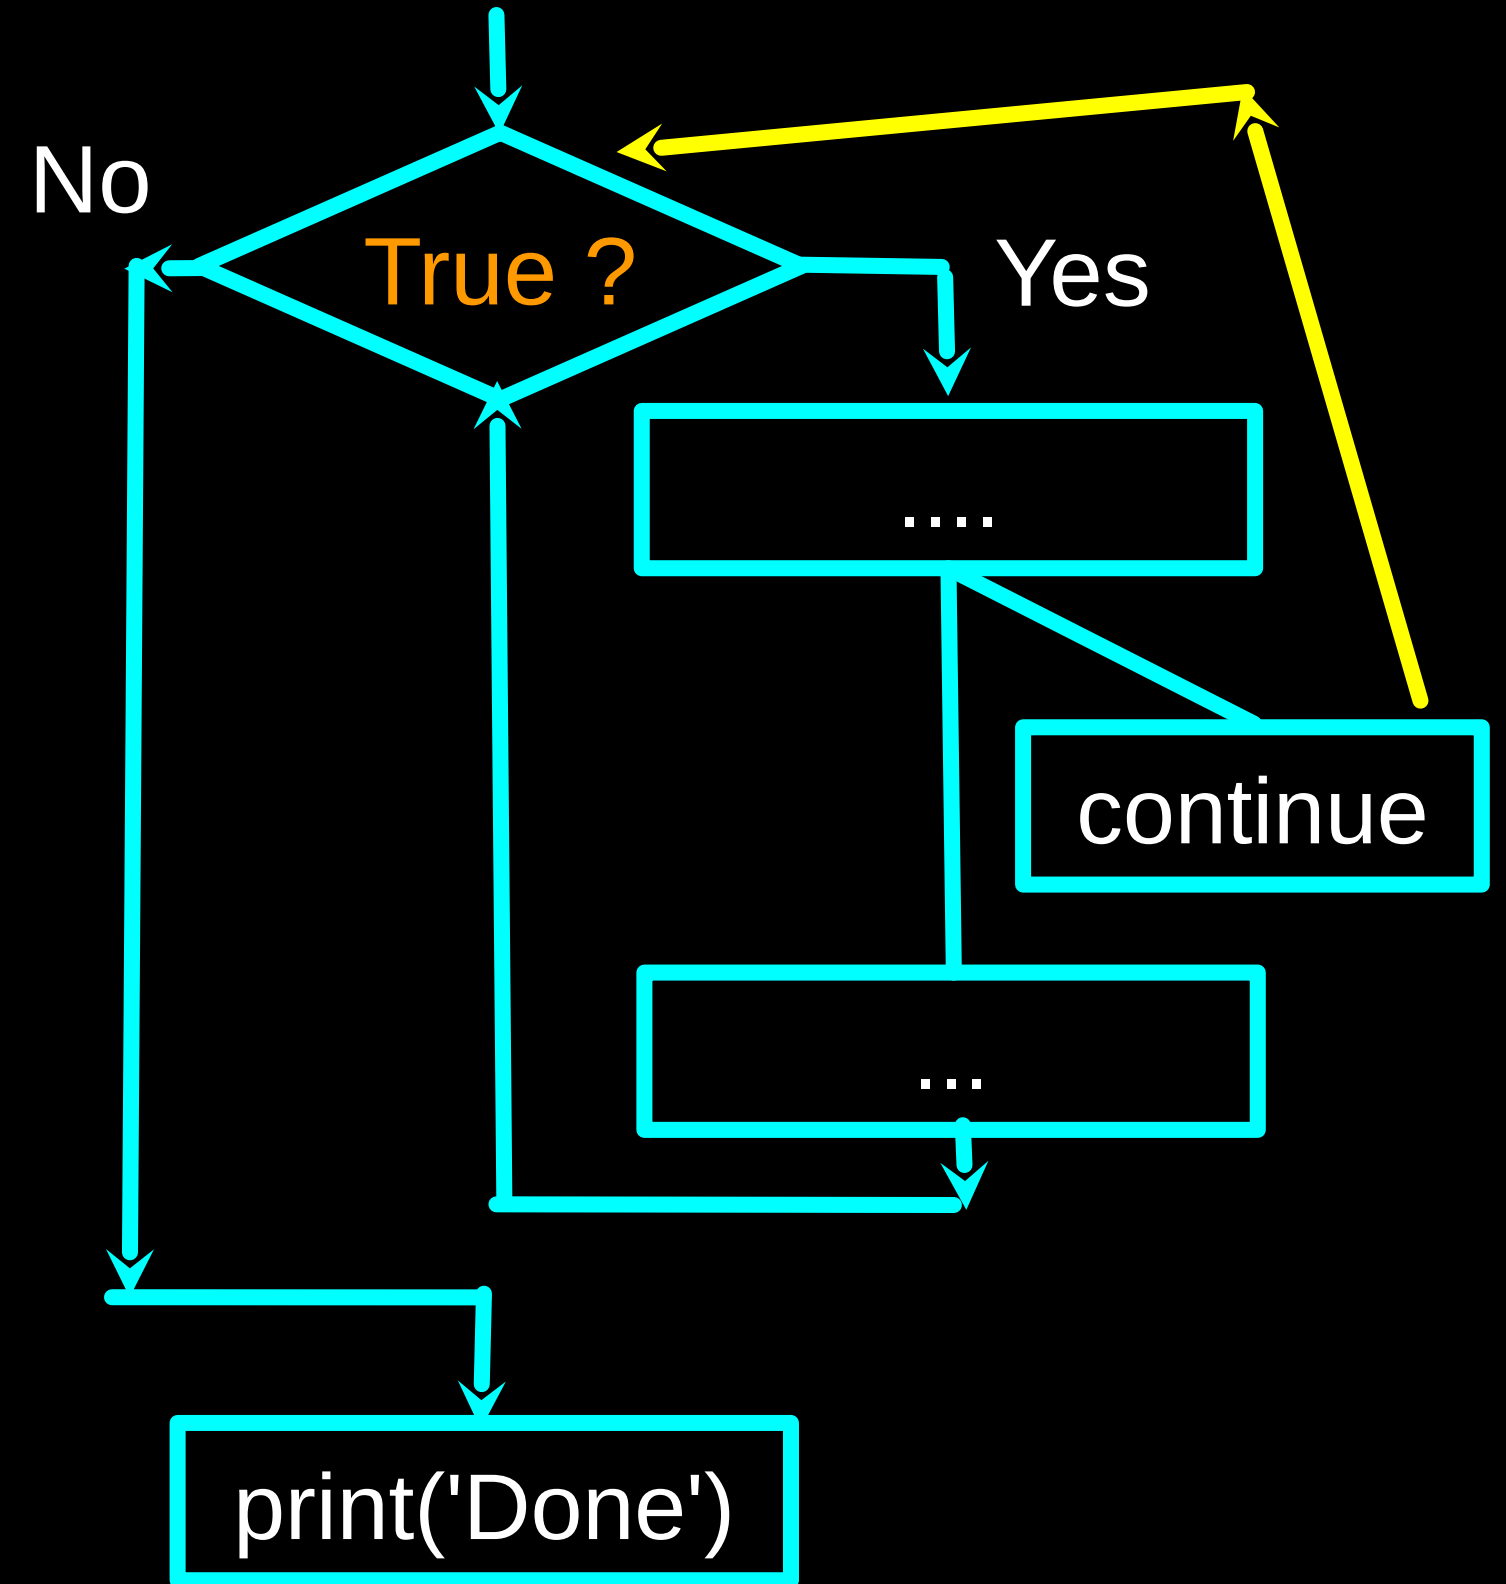 No
True ?
Yes
....
continue
...
print('Done')